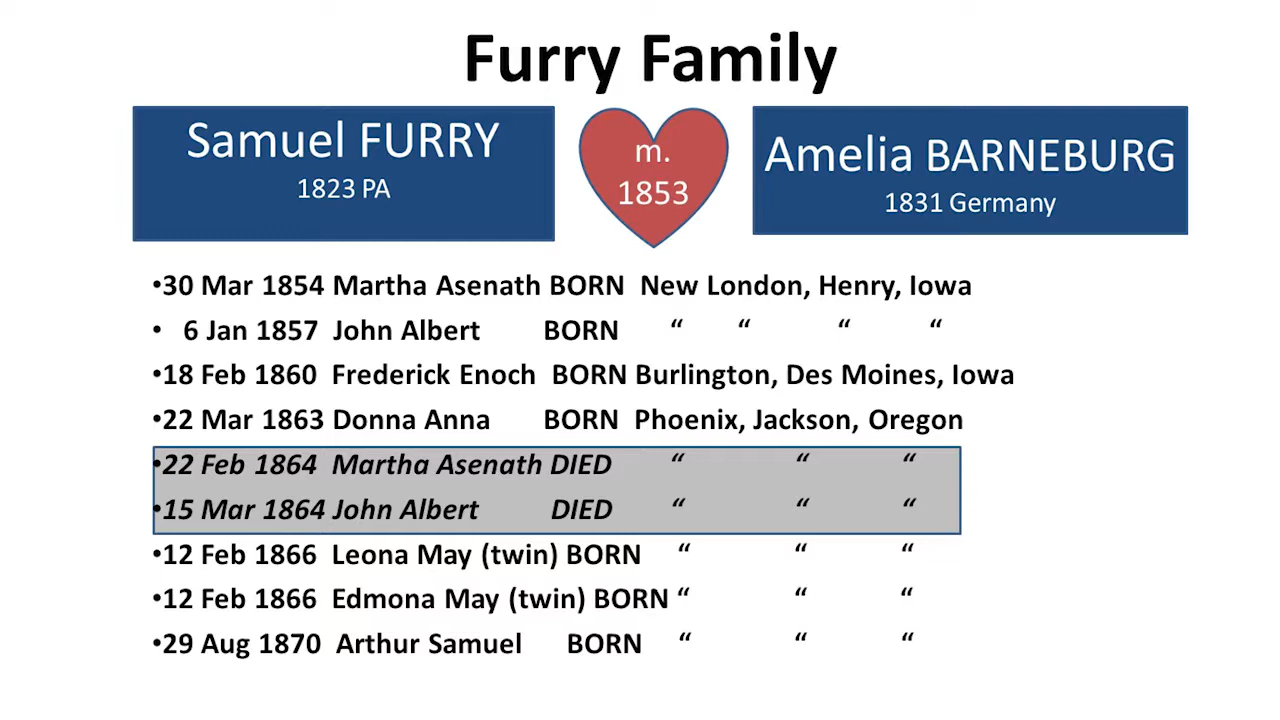 Furry Family
Samuel FURRY
1823 PA
m.
1853
Amelia BARNEBURG
1831 Germany
•30 Mar 1854 Martha Asenath BORN New London, Henry, Iowa
• 6 Jan 1857 John Albert BORN “ “ “ “
•18 Feb 1860 Frederick Enoch BORN Burlington, Des Moines, Iowa
•22 Mar 1863 Donna Anna BORN Phoenix, Jackson, Oregon
•22 Feb 1864 Martha Asenath DIED “ “ “
•15 Mar 1864 John Albert DIED “ “ “
•12 Feb 1866 Leona May (twin) BORN “ “ “
•12 Feb 1866 Edmona May (twin) BORN “ “ “
•29 Aug 1870 Arthur Samuel BORN “ “ “